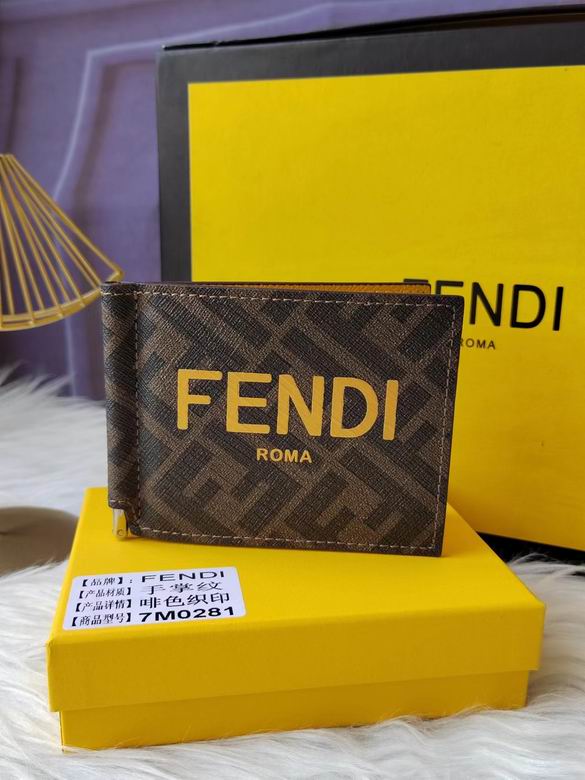 FENDI
ROMA
FENDI
ROMA
【品牌】：FENDI
【产品材质】手掌纹
【产品详情】啡色织印
【商品型号】7M0281